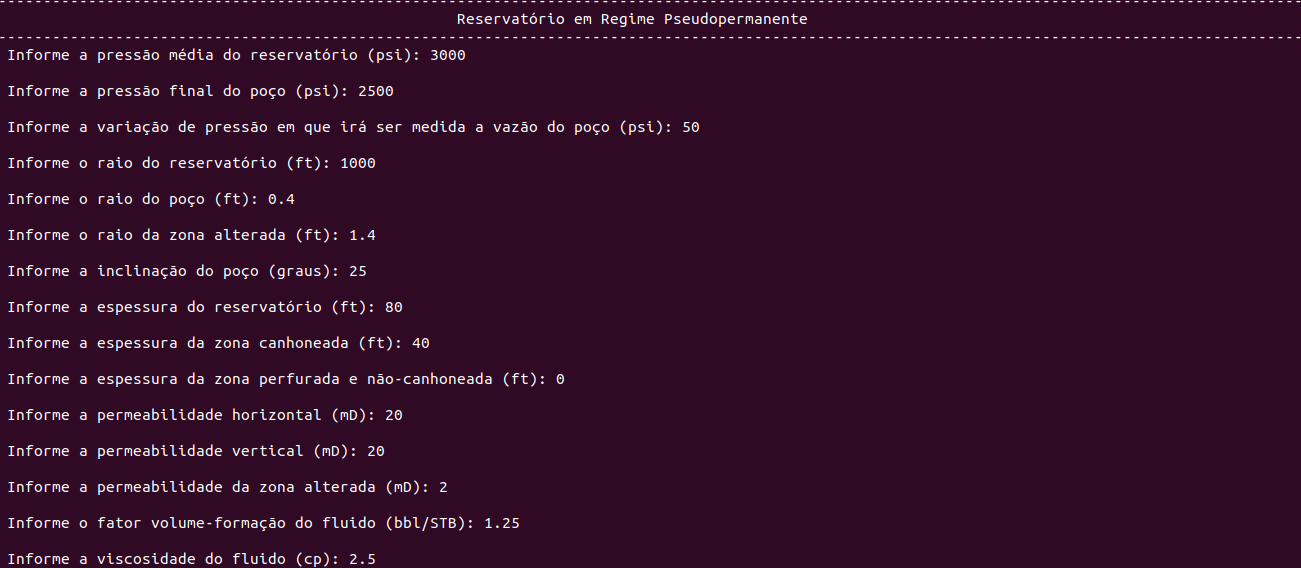 Reservatório em Regime Pseudopermanente
Informe a pressão média do reservatório (psi): 3000
Informe a pressão final do poço (psi): 2500
Informe a variação de pressão em que irá ser medida a vazão do poço (psi): 50
Informe o raio do reservatório (ft): 1000
Informe o raio do poço (ft): 0.4
Informe o raio da zona alterada (ft): 1.4
Informe a inclinação do poço (graus): 25
Informe a espessura do reservatório (ft): 80
Informe a espessura da zona canhoneada (ft): 40
Informe a espessura da zona perfurada e não-canhoneada (ft): 0
Informe a permeabilidade horizontal (mD): 20
Informe a permeabilidade vertical (mD): 20
Informe a permeabilidade da zona alterada (mD): 2
Informe o fator volume-formação do fluido (bbl/STB): 1.25
Informe a viscosidade do fluido (cp): 2.5